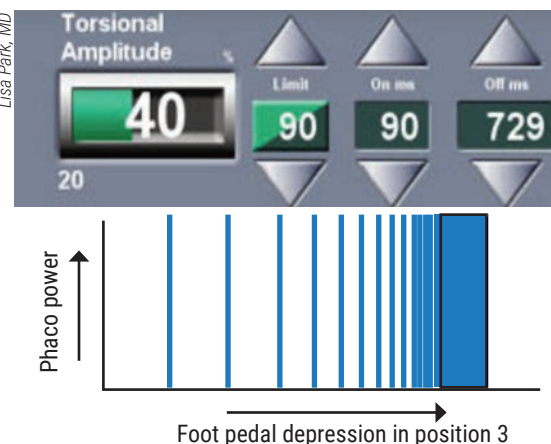 Lisa Park, MD
Torsional
Amplitude %
Limit
On ms
Off ms
40
90
90
729
20
Phaco power
Foot pedal depression in position 3